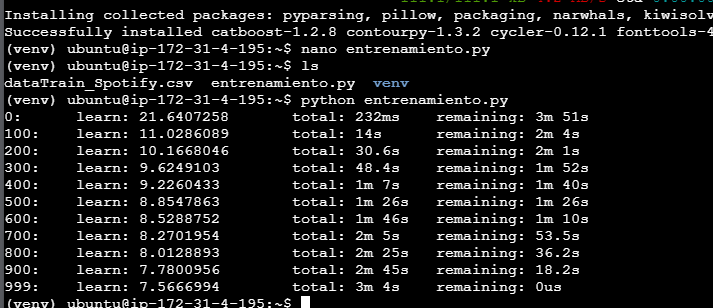 Installing collected packages: pyparsing, pillow, packaging, narwhals, kiwisolv
Successfully installed catboost-1.2.8 contourpy-1.3.2 cycler-0.12.1 fonttools-4
(venv) ubuntu@ip-172-31-4-195:~$ nano entrenamiento.py
(venv) ubuntu@ip-172-31-4-195:~$ ls
dataTrain_Spotify.csv  entrenamiento.py  venv
(venv) ubuntu@ip-172-31-4-195:~$ python entrenamiento.py
0:      learn: 21.6407258       total: 232ms    remaining: 3m 51s
100:    learn: 11.0286089       total: 14s      remaining: 2m 4s
200:    learn: 10.1668046       total: 30.6s    remaining: 2m 1s
300:    learn: 9.6249103        total: 48.4s    remaining: 1m 52s
400:    learn: 9.2260433        total: 1m 7s    remaining: 1m 40s
500:    learn: 8.8547863        total: 1m 26s   remaining: 1m 26s
600:    learn: 8.5288752        total: 1m 46s   remaining: 1m 10s
700:    learn: 8.2701954        total: 2m 5s    remaining: 53.5s
800:    learn: 8.0128893        total: 2m 25s   remaining: 36.2s
900:    learn: 7.7800956        total: 2m 45s   remaining: 18.2s
999:    learn: 7.5666994        total: 3m 4s    remaining: 0us
(venv) ubuntu@ip-172-31-4-195:~$